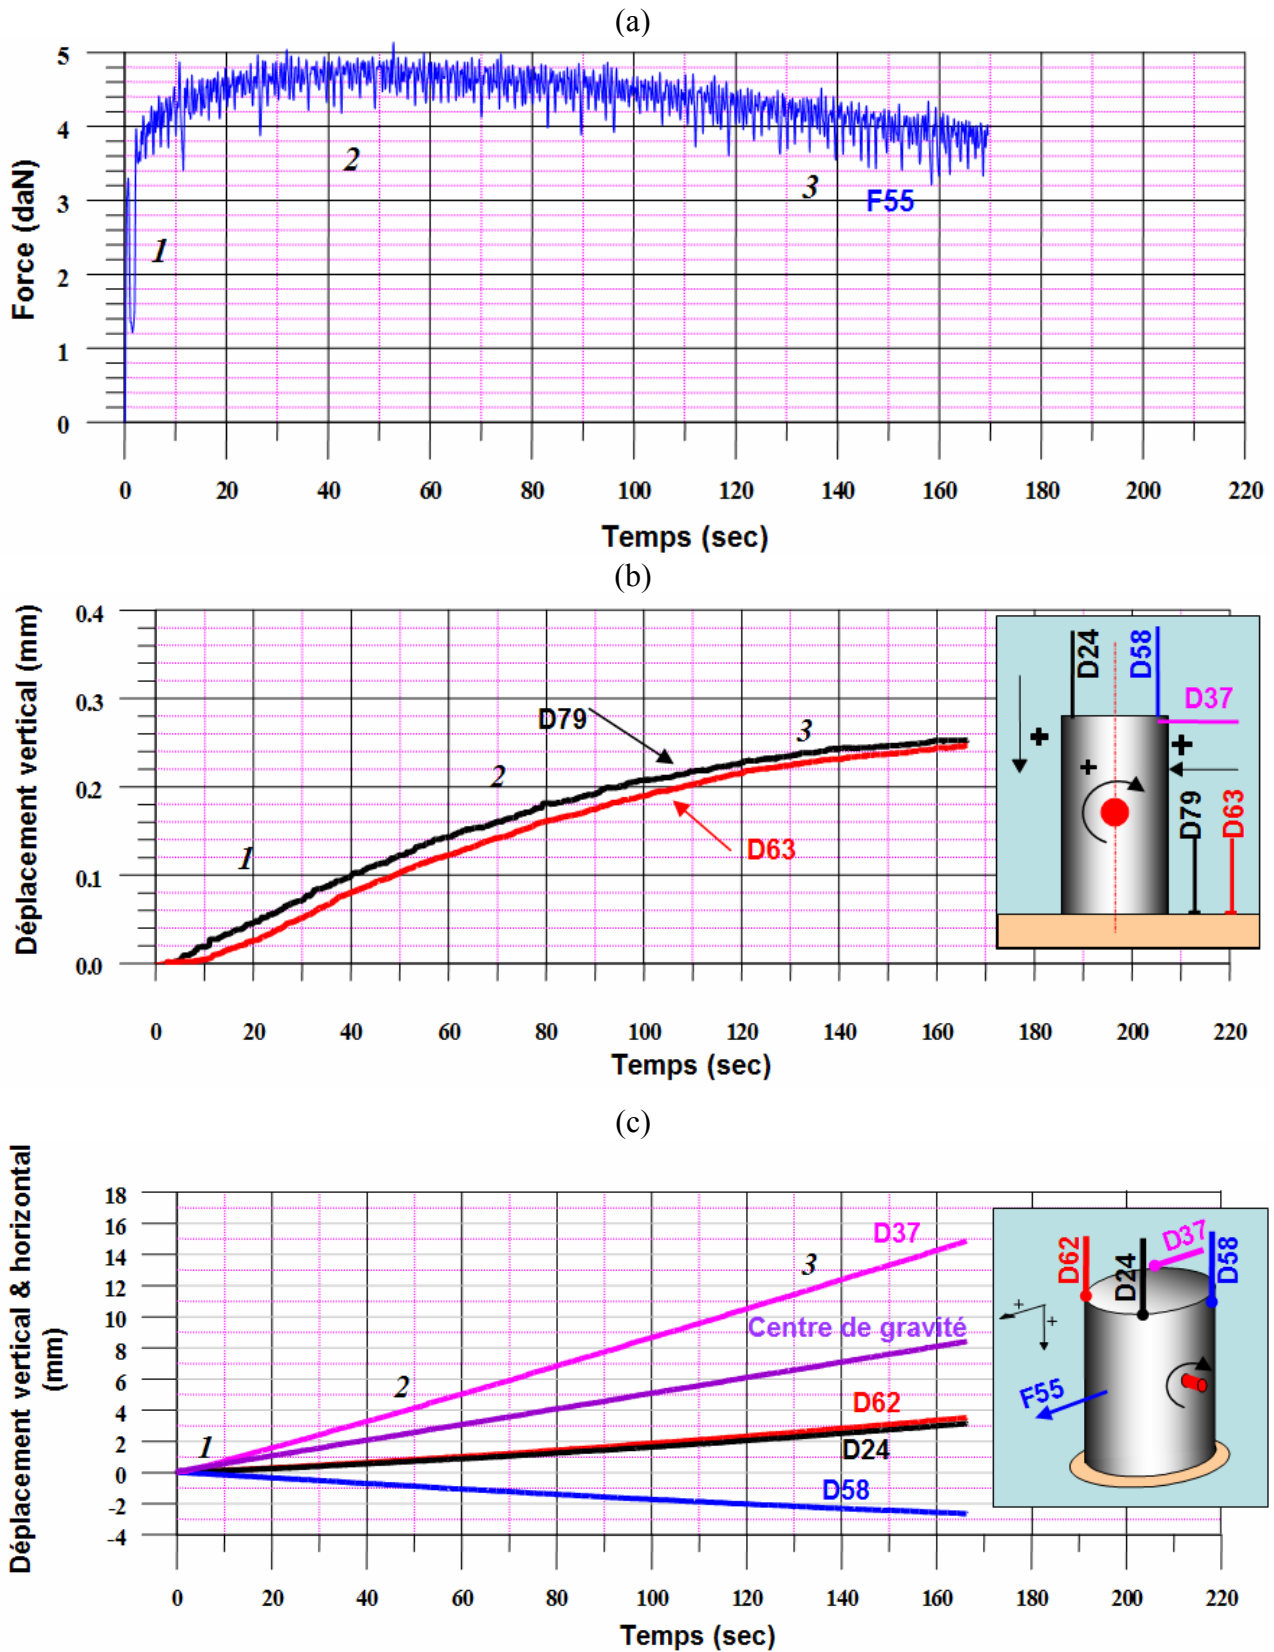 (a)
Force (daN)
5
4
3
2
1
0
1
2
3
F55
0 20 40 60 80 100 120 140 160 180 200 220
Temps (sec)
(b)
Déplacement vertical (mm)
0.4
0.3
0.2
0.1
0.0
1
2
3
D79
D63
D24
D58
D37
+
+
+
D79
D63
0 20 40 60 80 100 120 140 160 180 200 220
Temps (sec)
(c)
Déplacement vertical & horizontal
(mm)
18
16
14
12
10
8
6
4
2
0
-2
-4
1
2
3
D37
Centre de gravité
D62
D24
D58
D62
D24
D37
D58
+
+
F55
0 20 40 60 80 100 120 140 160 180 200 220
Temps (sec)